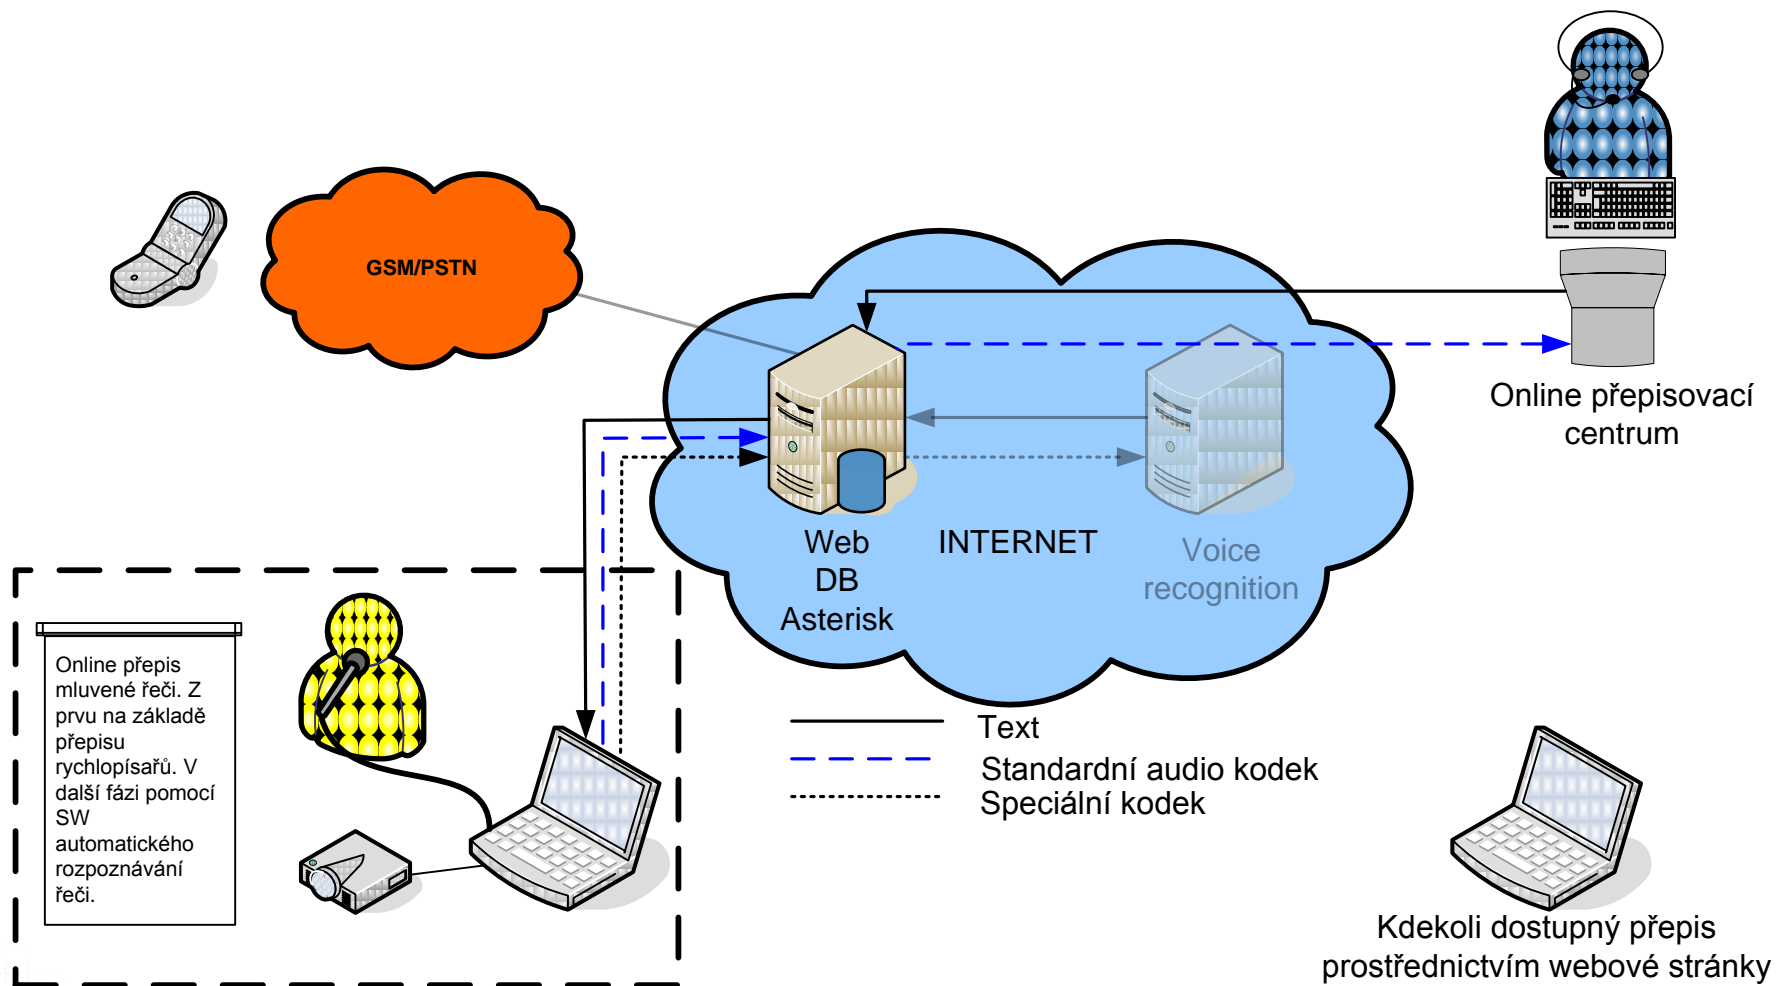 GSM/PSTN
Online přepisovací
centrum
Web
DB
Asterisk
INTERNET
Voice
recognition
Online přepis
mluvené řeči. Z
prvu na základě
přepisu
rychlopísařů. V
další fázi pomocí
SW
automatického
rozpoznávání
řeči.
Text
Standardní audio kodek
Speciální kodek
Kdekoli dostupný přepis
prostřednictvím webové stránky